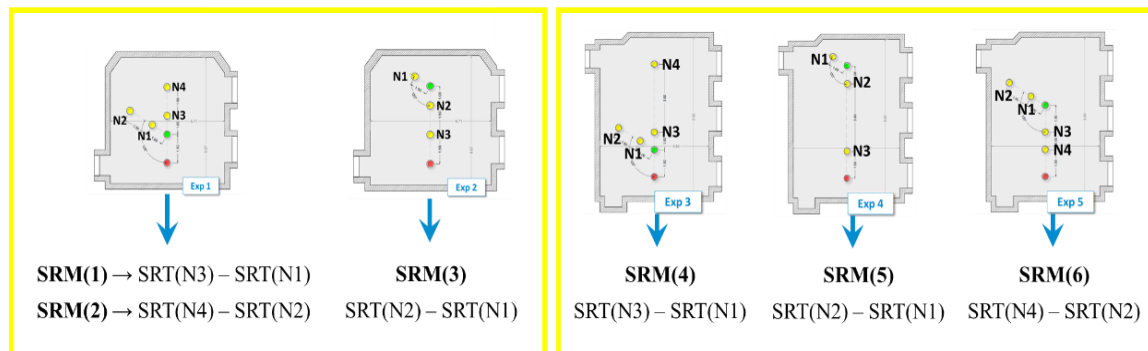 N4
N3
N2
N1
Exp 1
N1
N2
N3
Exp 2
N4
N3
N2
N1
Exp 3
N1
N2
N3
Exp 4
N2
N1
N3
N4
Exp 5
SRM(1) → SRT(N3) – SRT(N1)
SRM(2) → SRT(N4) – SRT(N2)
SRM(3)
SRT(N2) – SRT(N1)
SRM(4)
SRT(N3) – SRT(N1)
SRM(5)
SRT(N2) – SRT(N1)
SRM(6)
SRT(N4) – SRT(N2)